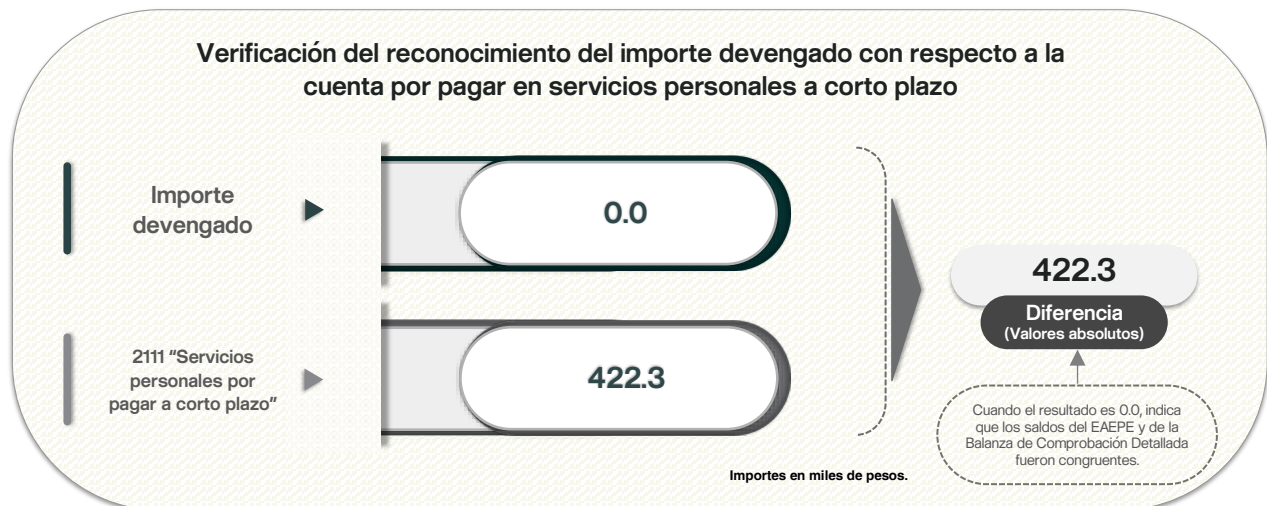 Verificación del reconocimiento del importe devengado con respecto a la
cuenta por pagar en servicios personales a corto plazo
Importe
devengado
0.0
2111 “Servicios
personales por
pagar a corto plazo”
422.3
422.3
Diferencia
(Valores absolutos)
Cuando el resultado es 0.0, indica
que los saldos del EAEPE y de la
Balanza de Comprobación Detallada
fueron congruentes.
Importes en miles de pesos.